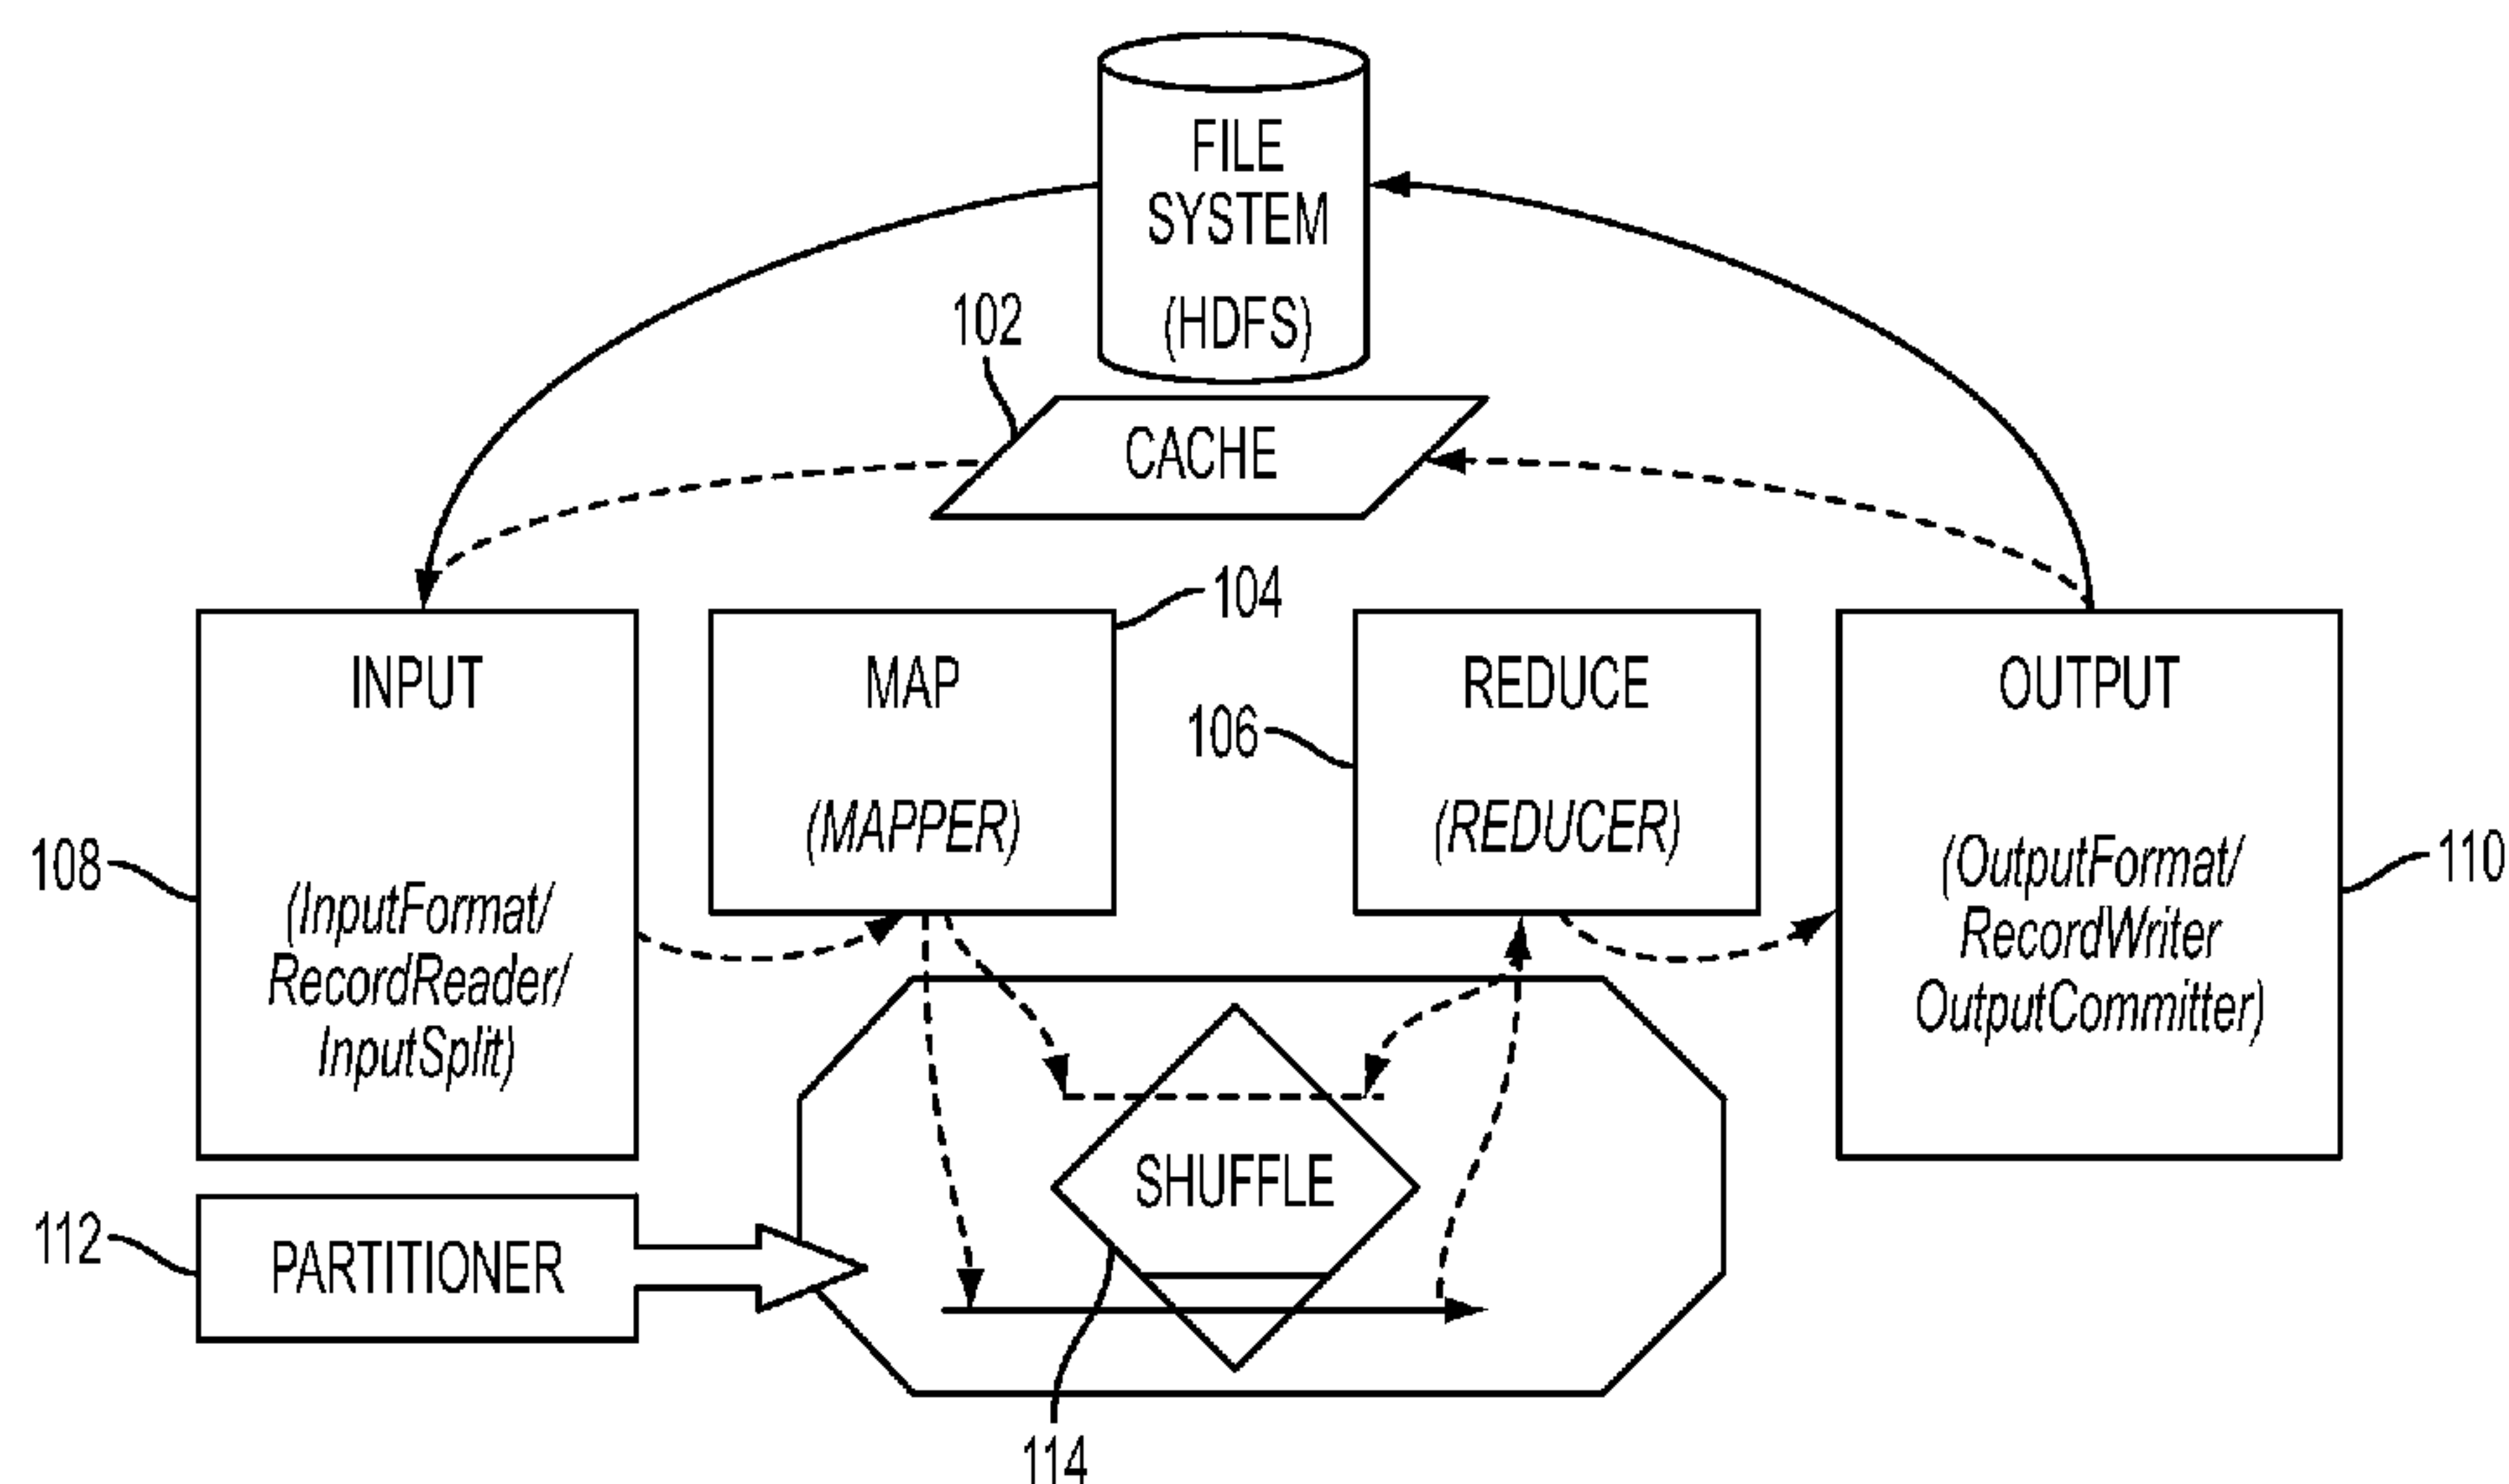 FILE
SYSTEM
(HDFS)
102
CACHE
104
INPUT
MAP
REDUCE
OUTPUT
106
(MAPPER)
(REDUCER)
108
(InputFormat/
RecordReader/
InputSplit)
(OutputFormat/
RecordWriter
OutputCommitter)
110
SHUFFLE
112
PARTITIONER
114